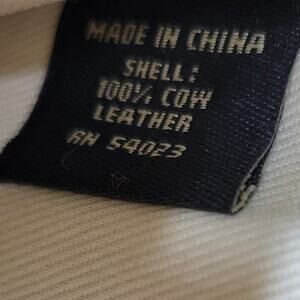 MADE IN CHINA
SHELL:
100% COW
LEATHER
RN 54023